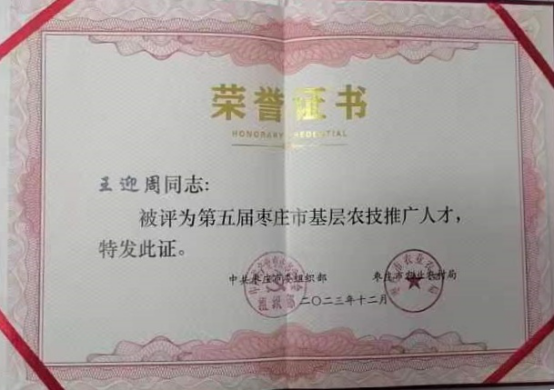 荣誉证书
HONORARY CREDENTIAL
王迎周同志:
被评为第五届枣庄市基层农技推广人才,
特发此证。
中共枣庄市委组织部 枣庄市农业农村局
二〇二三年十二月